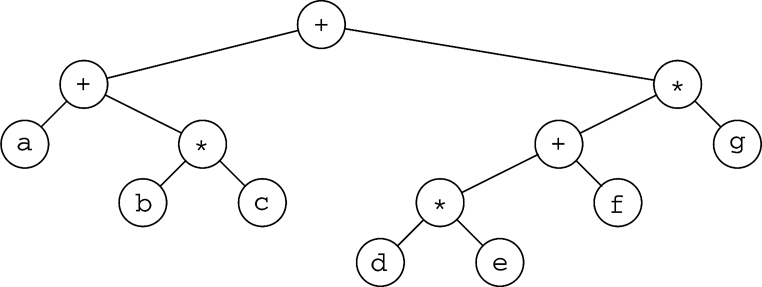 +
+ *
a * + g
b c * f
d e